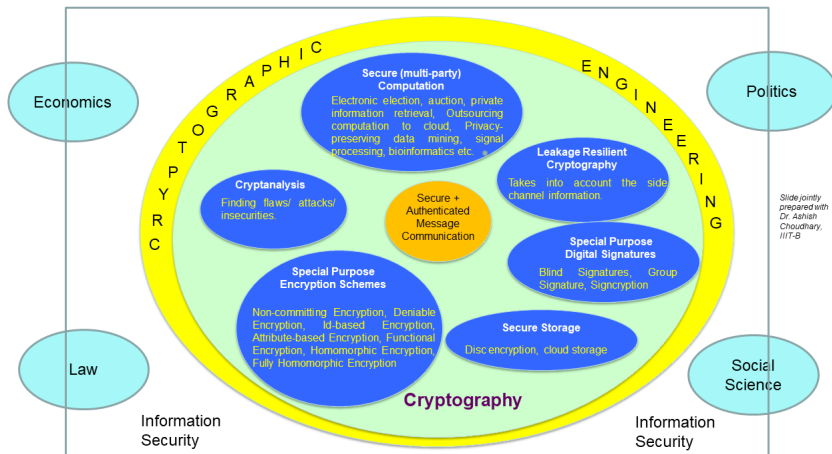 CRYPTOGRAPHIC
ENGINEERING
Economics
Politics
Secure (multi-party)
Computation
Electronic election, auction, private
information retrieval, Outsourcing
computation to cloud, Privacy-
preserving data mining, signal
processing, bioinformatics etc.
Leakage Resilient
Cryptography
Takes into account the side
channel information.
Cryptanalysis
Finding flaws/ attacks/
insecurities.
Secure +
Authenticated
Message
Communication
Slide jointly
prepared with
Dr. Ashish
Choudhary,
IIIT-B
Special Purpose
Digital Signatures
Blind Signatures, Group
Signature, Signcryption
Special Purpose
Encryption Schemes
Non-committing Encryption, Deniable
Encryption, Id-based Encryption,
Attribute-based Encryption, Functional
Encryption, Homomorphic Encryption,
Fully Homomorphic Encryption
Secure Storage
Disc encryption, cloud storage
Law
Social
Science
Cryptography
Information
Security
Information
Security